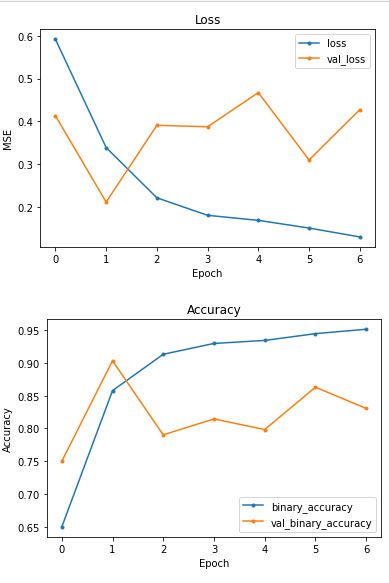 Loss
0.6
0.5
0.4
0.3
0.2
MSE
loss
val_loss
0 1 2 3 4 5 6
Epoch
Accuracy
0.95
0.90
0.85
0.80
0.75
0.70
0.65
Accuracy
binary_accuracy
val_binary_accuracy
0 1 2 3 4 5 6
Epoch